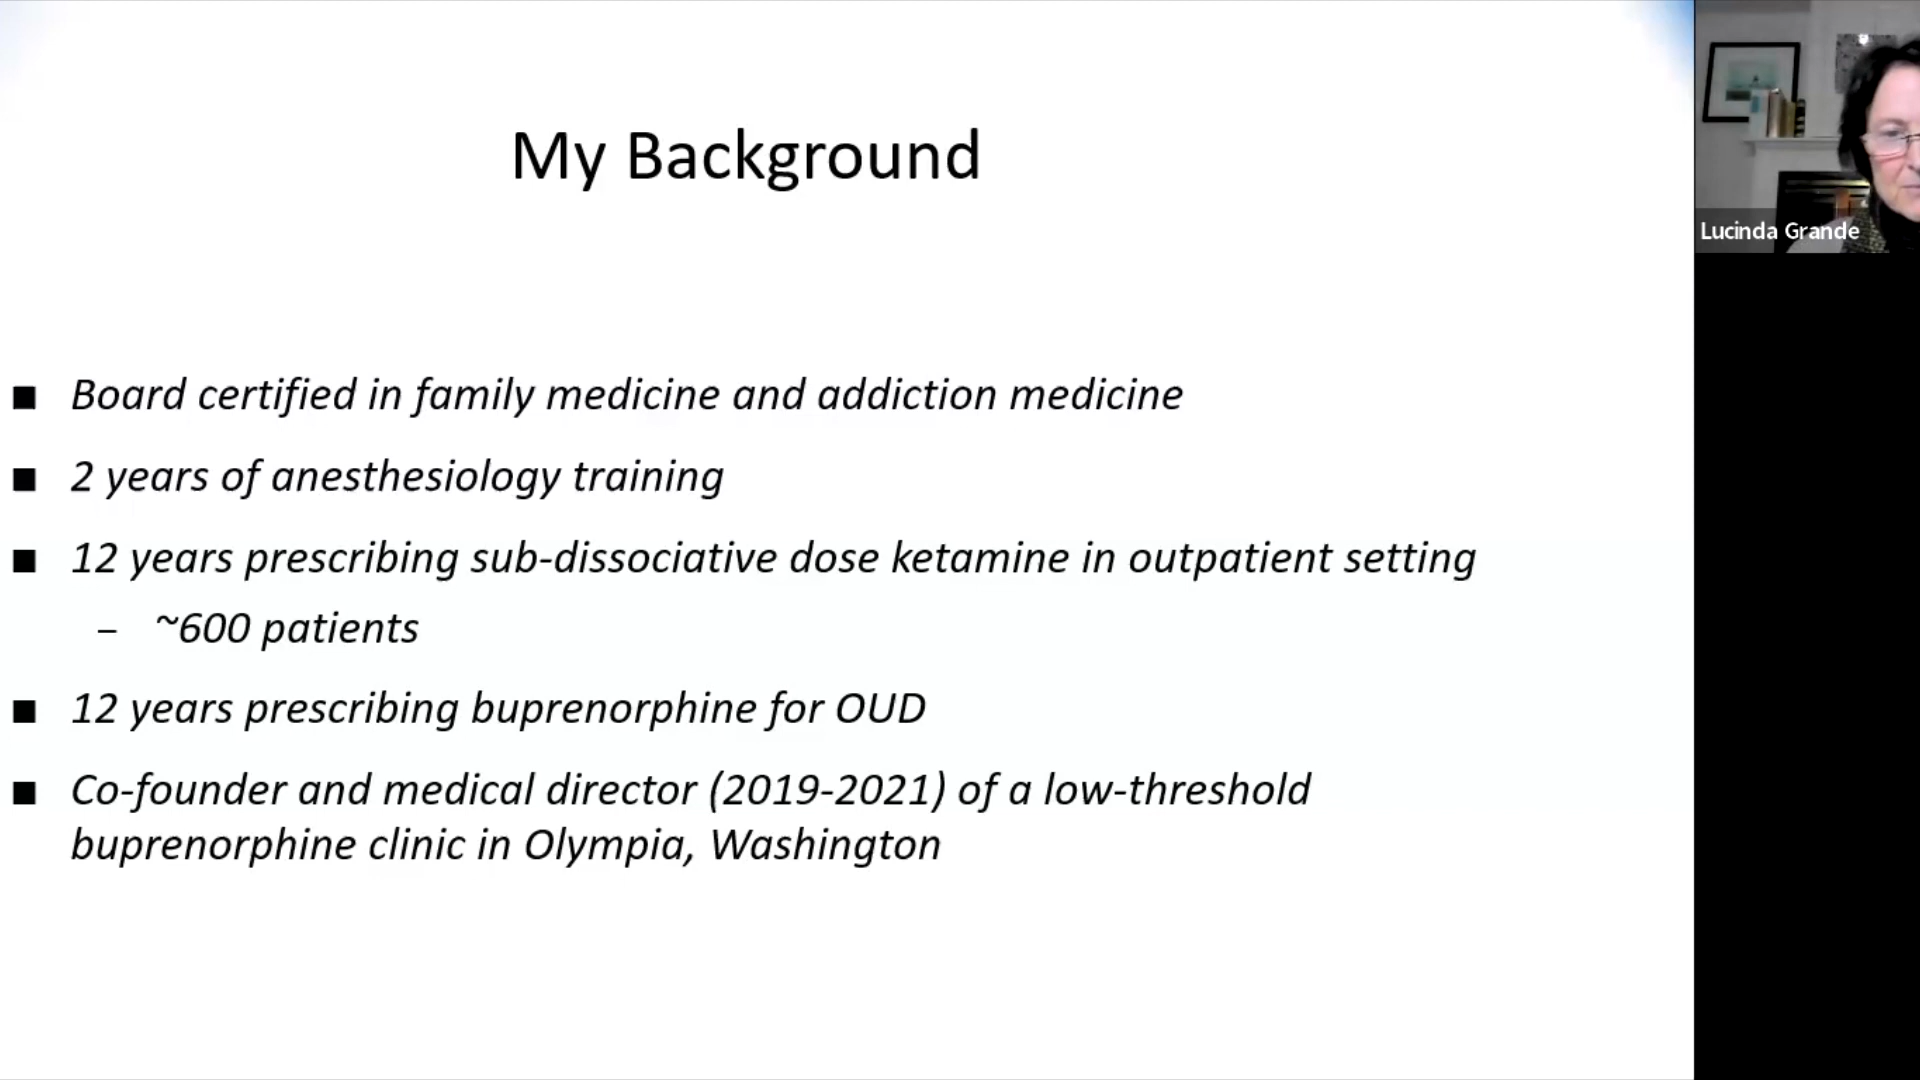 My Background
■ Board certified in family medicine and addiction medicine
■ 2 years of anesthesiology training
■ 12 years prescribing sub-dissociative dose ketamine in outpatient setting
– ~600 patients
■ 12 years prescribing buprenorphine for OUD
■ Co-founder and medical director (2019-2021) of a low-threshold
buprenorphine clinic in Olympia, Washington
Lucinda Grande